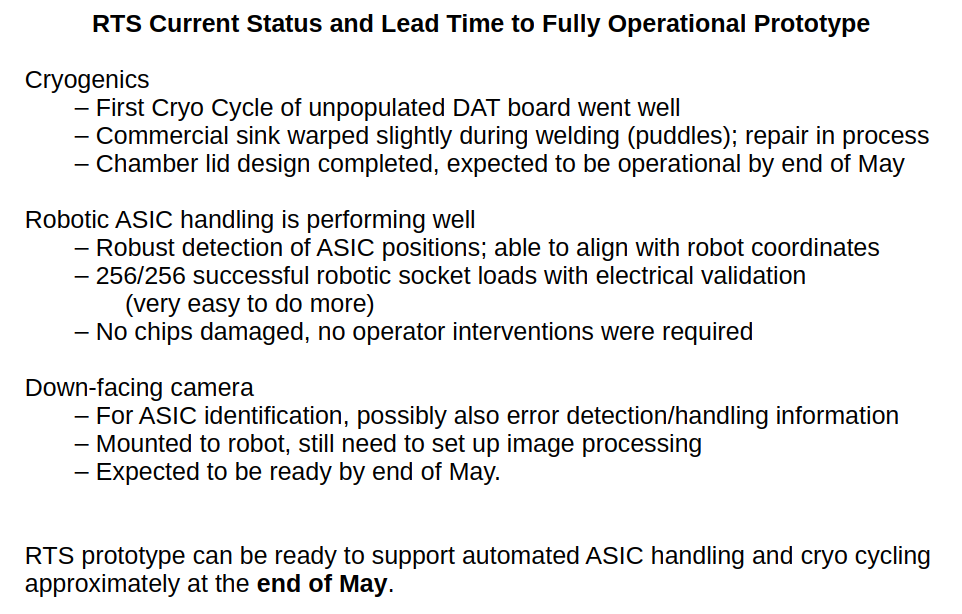 RTS Current Status and Lead Time to Fully Operational Prototype
Cryogenics
– First Cryo Cycle of unpopulated DAT board went well
– Commercial sink warped slightly during welding (puddles); repair in process
– Chamber lid design completed, expected to be operational by end of May
Robotic ASIC handling is performing well
– Robust detection of ASIC positions; able to align with robot coordinates
– 256/256 successful robotic socket loads with electrical validation
(very easy to do more)
– No chips damaged, no operator interventions were required
Down-facing camera
– For ASIC identification, possibly also error detection/handling information
– Mounted to robot, still need to set up image processing
– Expected to be ready by end of May.
RTS prototype can be ready to support automated ASIC handling and cryo cycling
approximately at the end of May.